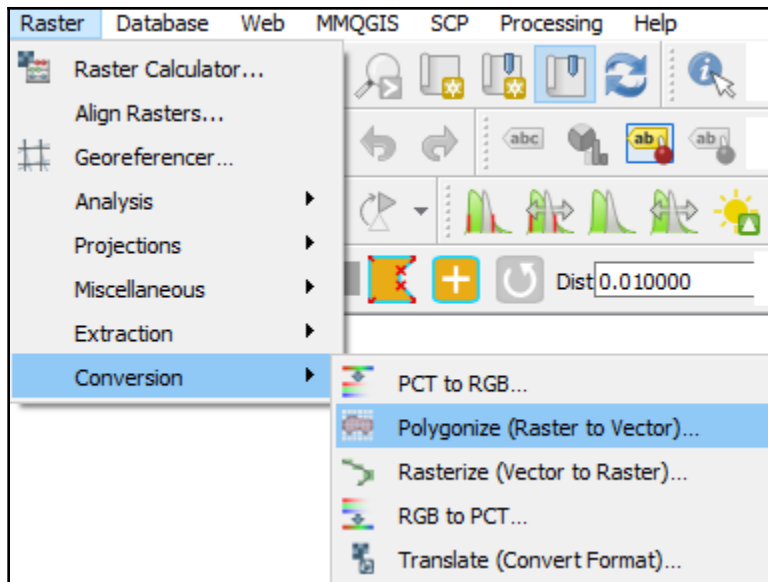 Raster Database Web MMQGIS SCP Processing Help
Raster Calculator...
Align Rasters...
Georeferencer...
abc
ab
ab
Analysis
Projections
Miscellaneous
Dist 0.010000
Extraction
Conversion
PCT to RGB...
Polygonize (Raster to Vector)...
Rasterize (Vector to Raster)...
RGB to PCT...
Translate (Convert Format)...